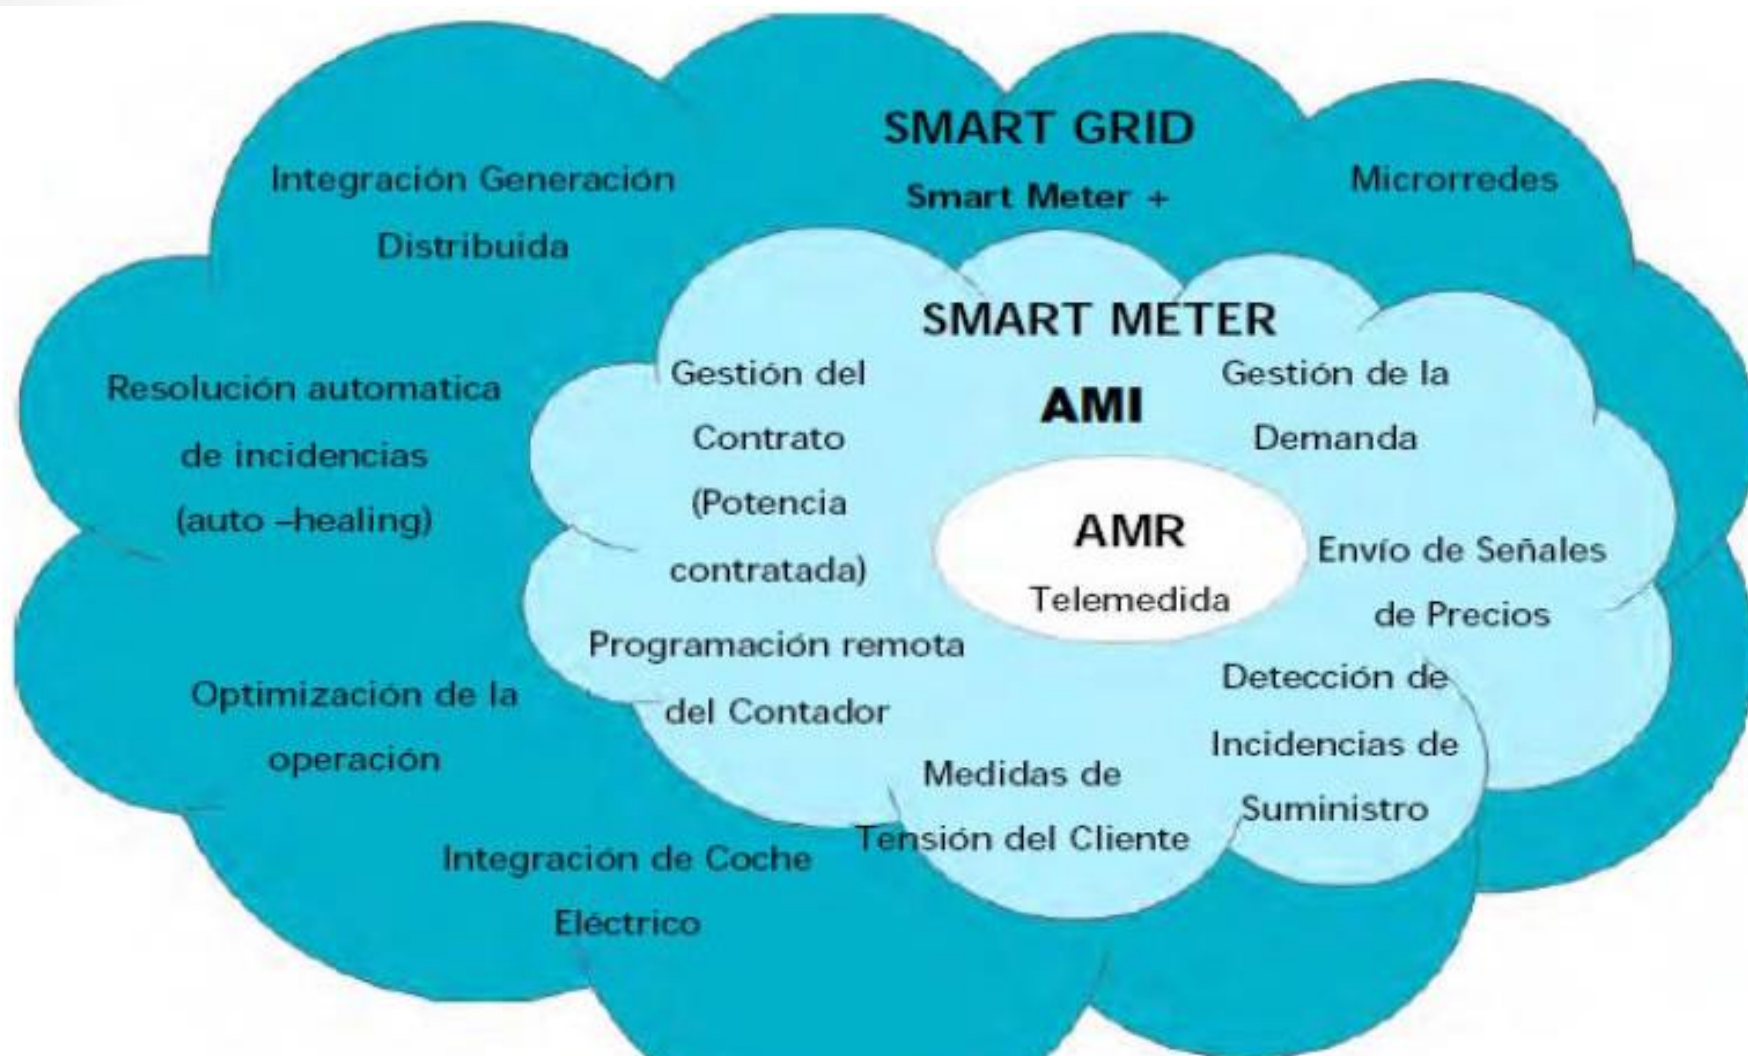 SMART GRID
Smart Meter +
Integración Generación
Distribuida
Microrredes
Resolución automatica
de incidencias
(auto –healing)
Optimización de la
operación
Integración de Coche
Eléctrico
SMART METER
AMI
Gestión del
Contrato
(Potencia
contratada)
Gestión de la
Demanda
AMR
Telemedida
Envío de Señales
de Precios
Programación remota
del Contador
Detección de
Incidencias de
Suministro
Medidas de
Tensión del Cliente